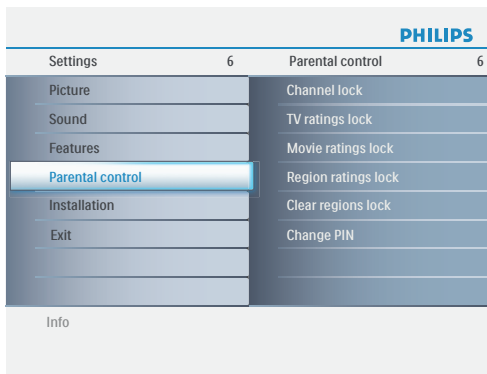 PHILIPS
Settings 6 Parental control 6
Picture Channel lock
Sound TV ratings lock
Features Movie ratings lock
Parental control Region ratings lock
Installation Clear regions lock
Exit Change PIN
Info